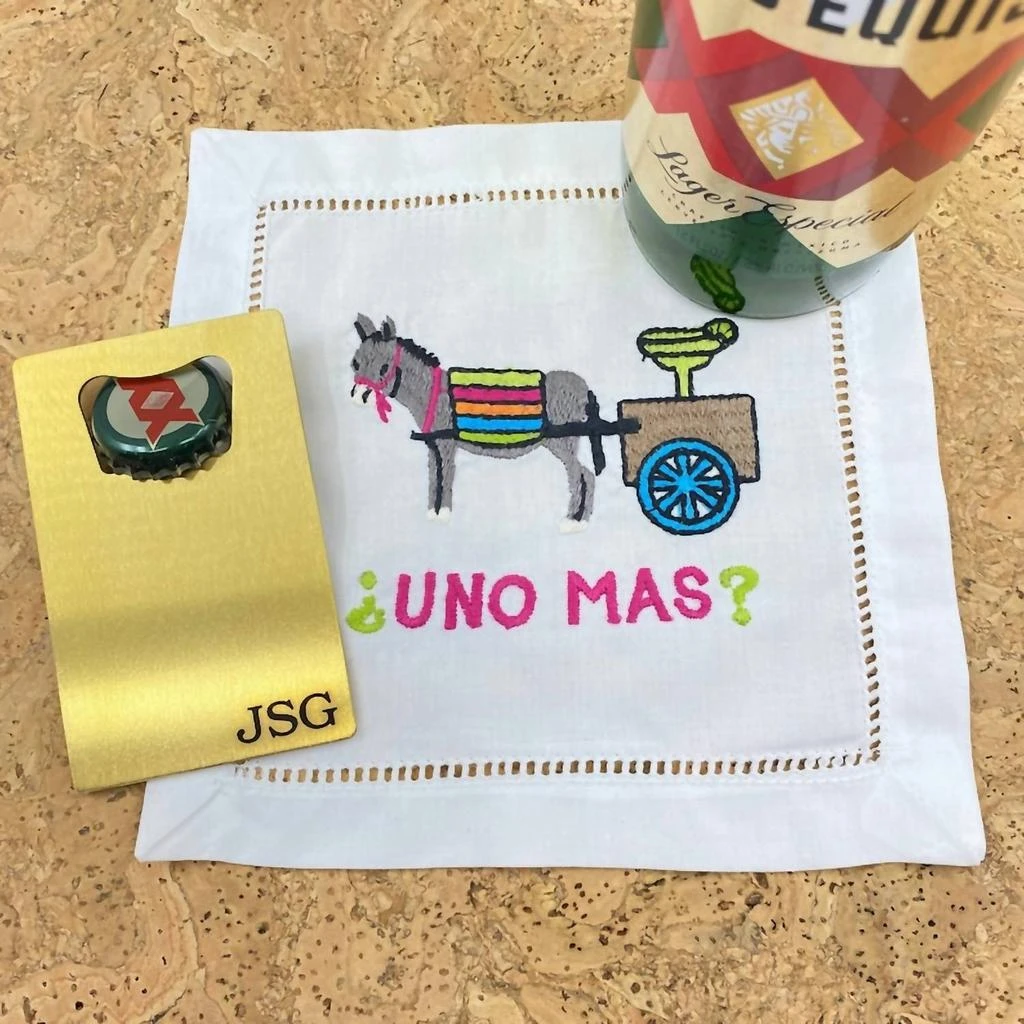 EQUIS
Lager Especial
¿UNO MAS?
JSG